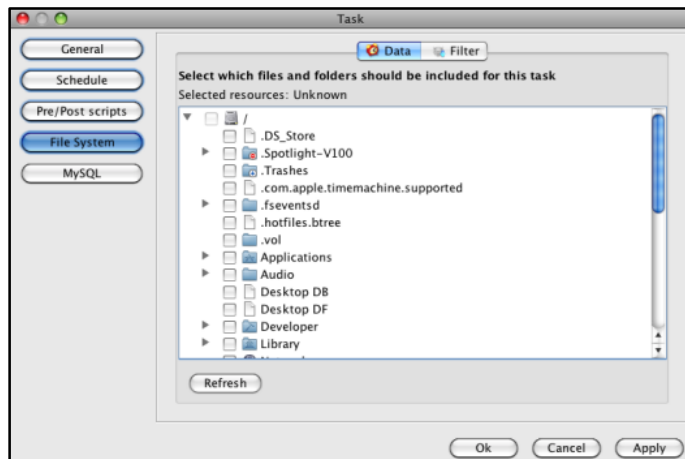 Task
General
Schedule
Pre/Post scripts
File System
MySQL
Data Filter
Select which files and folders should be included for this task
Selected resources: Unknown
/
.DS_Store
.Spotlight-V100
.Trashes
.com.apple.timemachine.supported
.fseventsd
.hotfiles.btree
.vol
Applications
Audio
Desktop DB
Desktop DF
Developer
Library
Refresh
Ok Cancel Apply